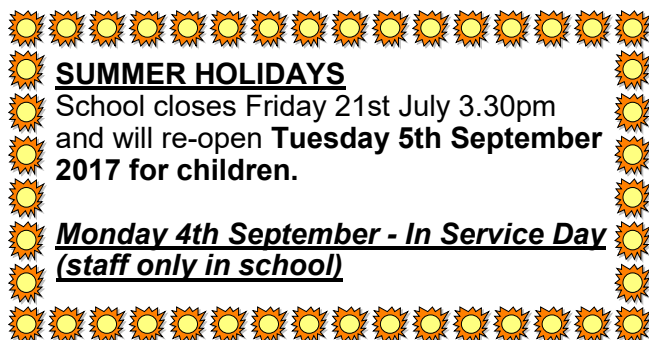 SUMMER HOLIDAYS
School closes Friday 21st July 3.30pm
and will re-open Tuesday 5th September
2017 for children.
Monday 4th September - In Service Day
(staff only in school)